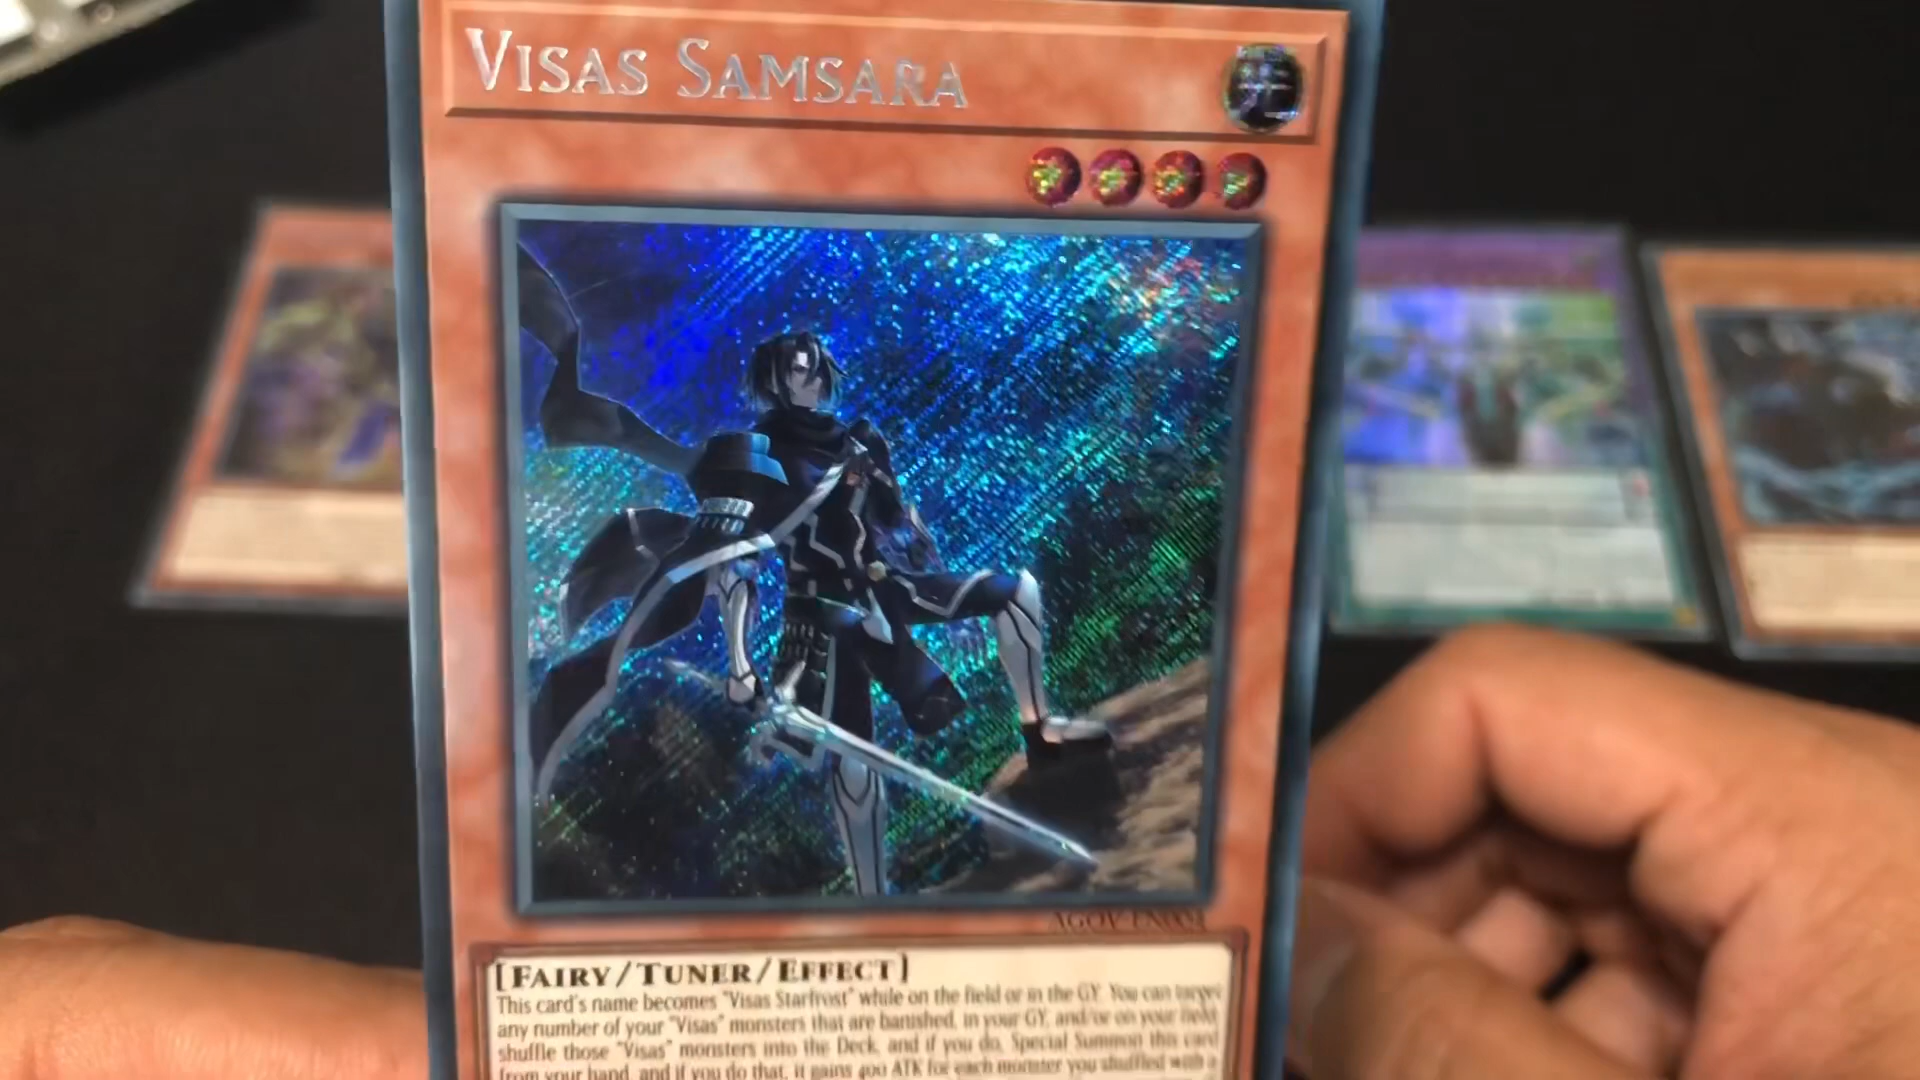 VISAS SAMSARA
AGOV-EN004
[FAIRY/TUNER/EFFECT]
This card's name becomes "Visas Starfrost" while on the field or in the GY. You can target
any number of your "Visas" monsters that are banished, in your GY, and/or on your field;
shuffle those "Visas" monsters into the Deck, and if you do, Special Summon this card
from your hand, and if you do that, it gains 400 ATK for each monster you shuffled